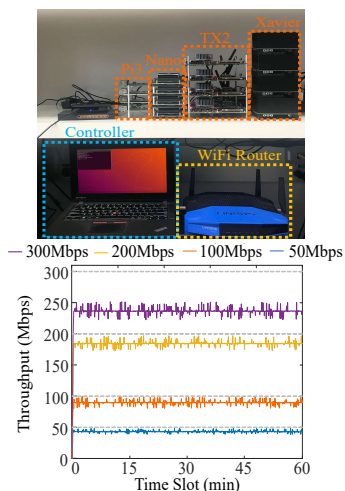 Xavier
TX2
Nano
Pi3
Controller
WiFi Router
300Mbps 200Mbps 100Mbps 50Mbps
Throughput (Mbps)
300
250
200
150
100
50
0
0 15 30 45 60
Time Slot (min)